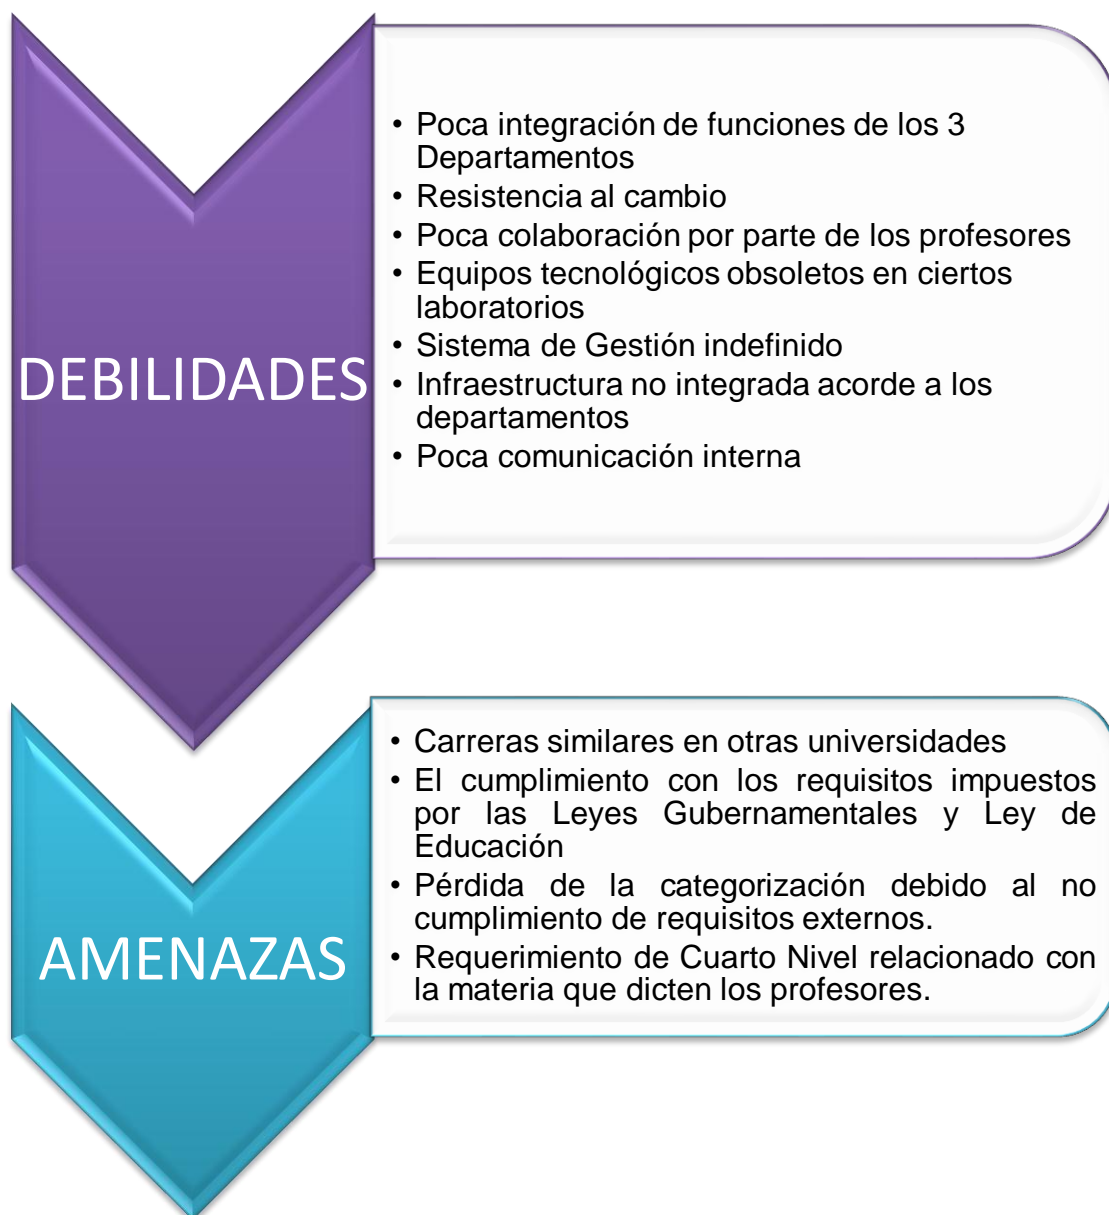 DEBILIDADES
• Poca integración de funciones de los 3
Departamentos
• Resistencia al cambio
• Poca colaboración por parte de los profesores
• Equipos tecnológicos obsoletos en ciertos
laboratorios
• Sistema de Gestión indefinido
• Infraestructura no integrada acorde a los
departamentos
• Poca comunicación interna
AMENAZAS
• Carreras similares en otras universidades
• El cumplimiento con los requisitos impuestos
por las Leyes Gubernamentales y Ley de
Educación
• Pérdida de la categorización debido al no
cumplimiento de requisitos externos.
• Requerimiento de Cuarto Nivel relacionado con
la materia que dicten los profesores.